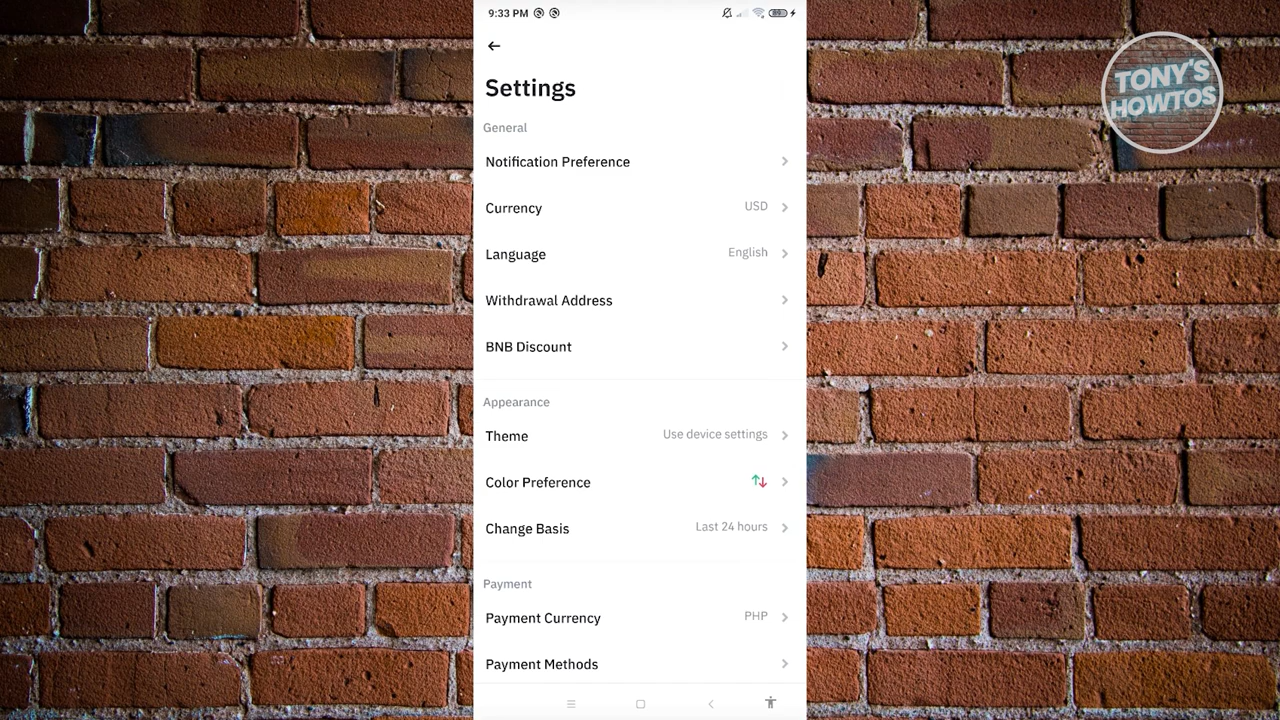 9:33 PM
89
Settings
General
Notification Preference
Currency USD
Language English
Withdrawal Address
BNB Discount
Appearance
Theme Use device settings
Color Preference
Change Basis Last 24 hours
Payment
Payment Currency PHP
Payment Methods
TONY'S
HOWTOS